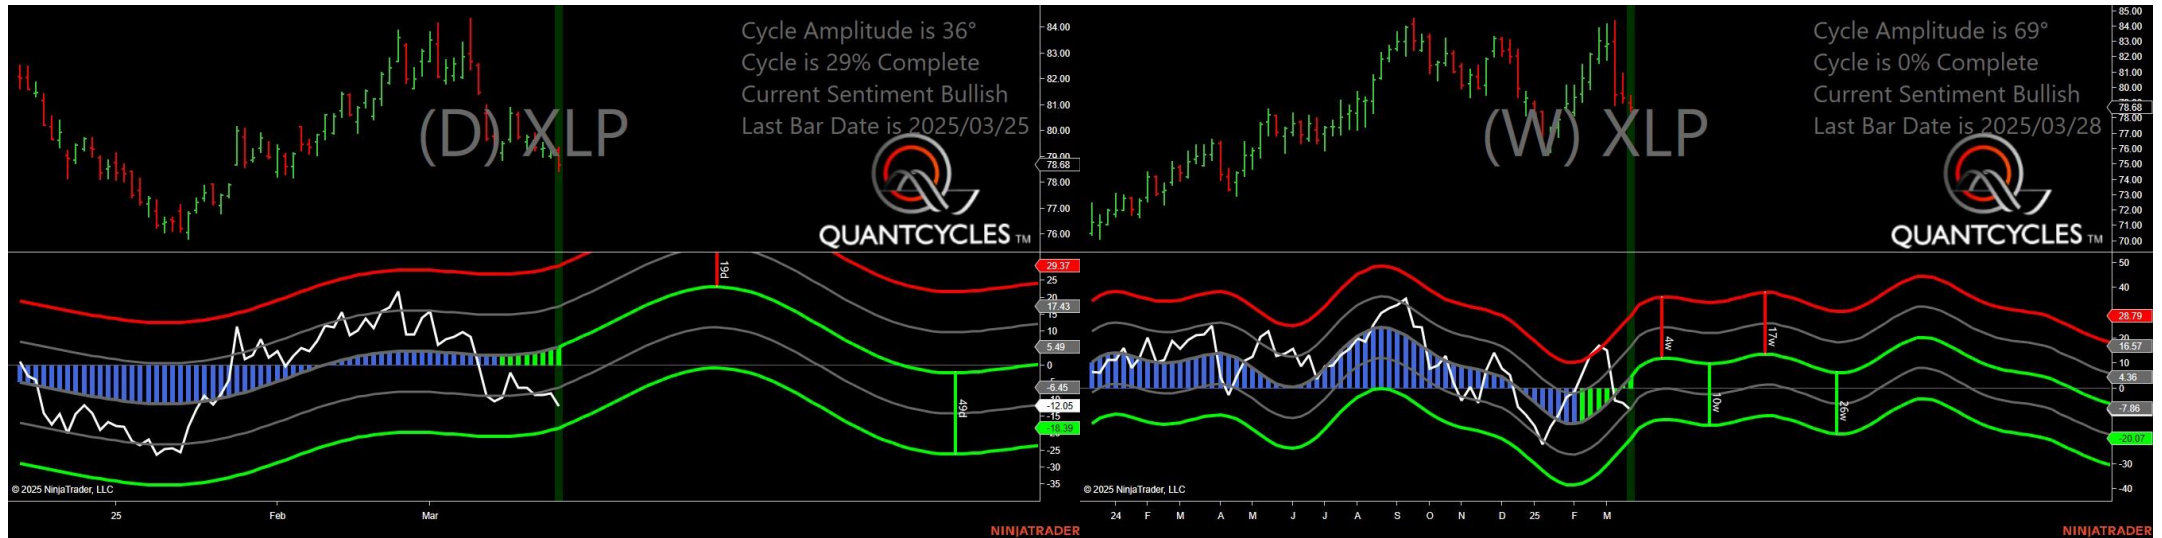 Cycle Amplitude is 36°
Cycle is 29% Complete
Current Sentiment Bullish
Last Bar Date is 2025/03/25
(D) XLP
QUANTCYCLES TM
84.00
83.00
82.00
81.00
80.00
79.00
78.68
78.00
77.00
76.00
29.37
25
20
17.43
15
10
5.49
0
-6.45
-12.05
-15
-18.39
-25
-30
-35
19d
49d
© 2025 NinjaTrader, LLC
25 Feb Mar
NINJATRADER
Cycle Amplitude is 69°
Cycle is 0% Complete
Current Sentiment Bullish
Last Bar Date is 2025/03/28
(W) XLP
QUANTCYCLES TM
85.00
84.00
83.00
82.00
81.00
80.00
78.68
78.00
77.00
76.00
75.00
74.00
73.00
72.00
71.00
70.00
50
40
28.79
16.57
10
4.36
0
-7.86
-20.07
-30
-40
4w
17w
10w
26w
© 2025 NinjaTrader, LLC
24 F M A M J J A S O N D 25 F M
NINJATRADER